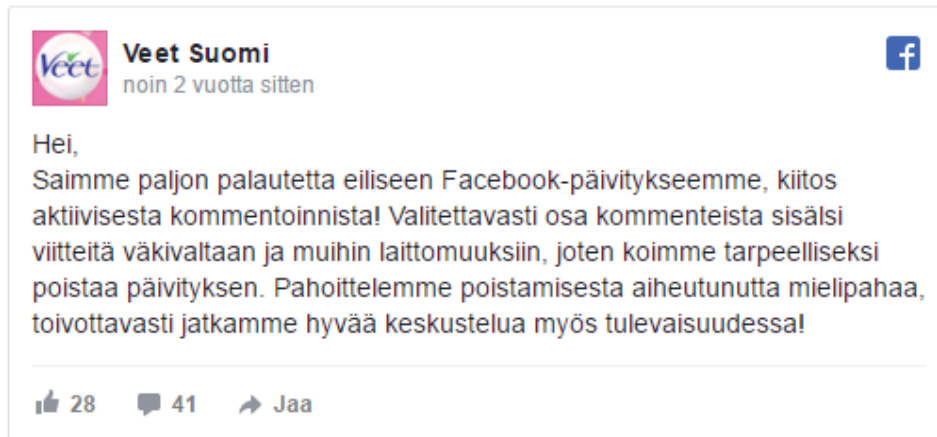 Veet
Veet Suomi
noin 2 vuotta sitten
Hei,
Saimme paljon palautetta eiliseen Facebook-päivitykseemme, kiitos
aktiivisesta kommentoinnista! Valitettavasti osa kommenteista sisälsi
viitteitä väkivaltaan ja muihin laittomuuksiin, joten koimme tarpeelliseksi
poistaa päivityksen. Pahoittelemme poistamisesta aiheutunutta mielipahaa,
toivottavasti jatkamme hyvää keskustelua myös tulevaisuudessa!
28 41 Jaa